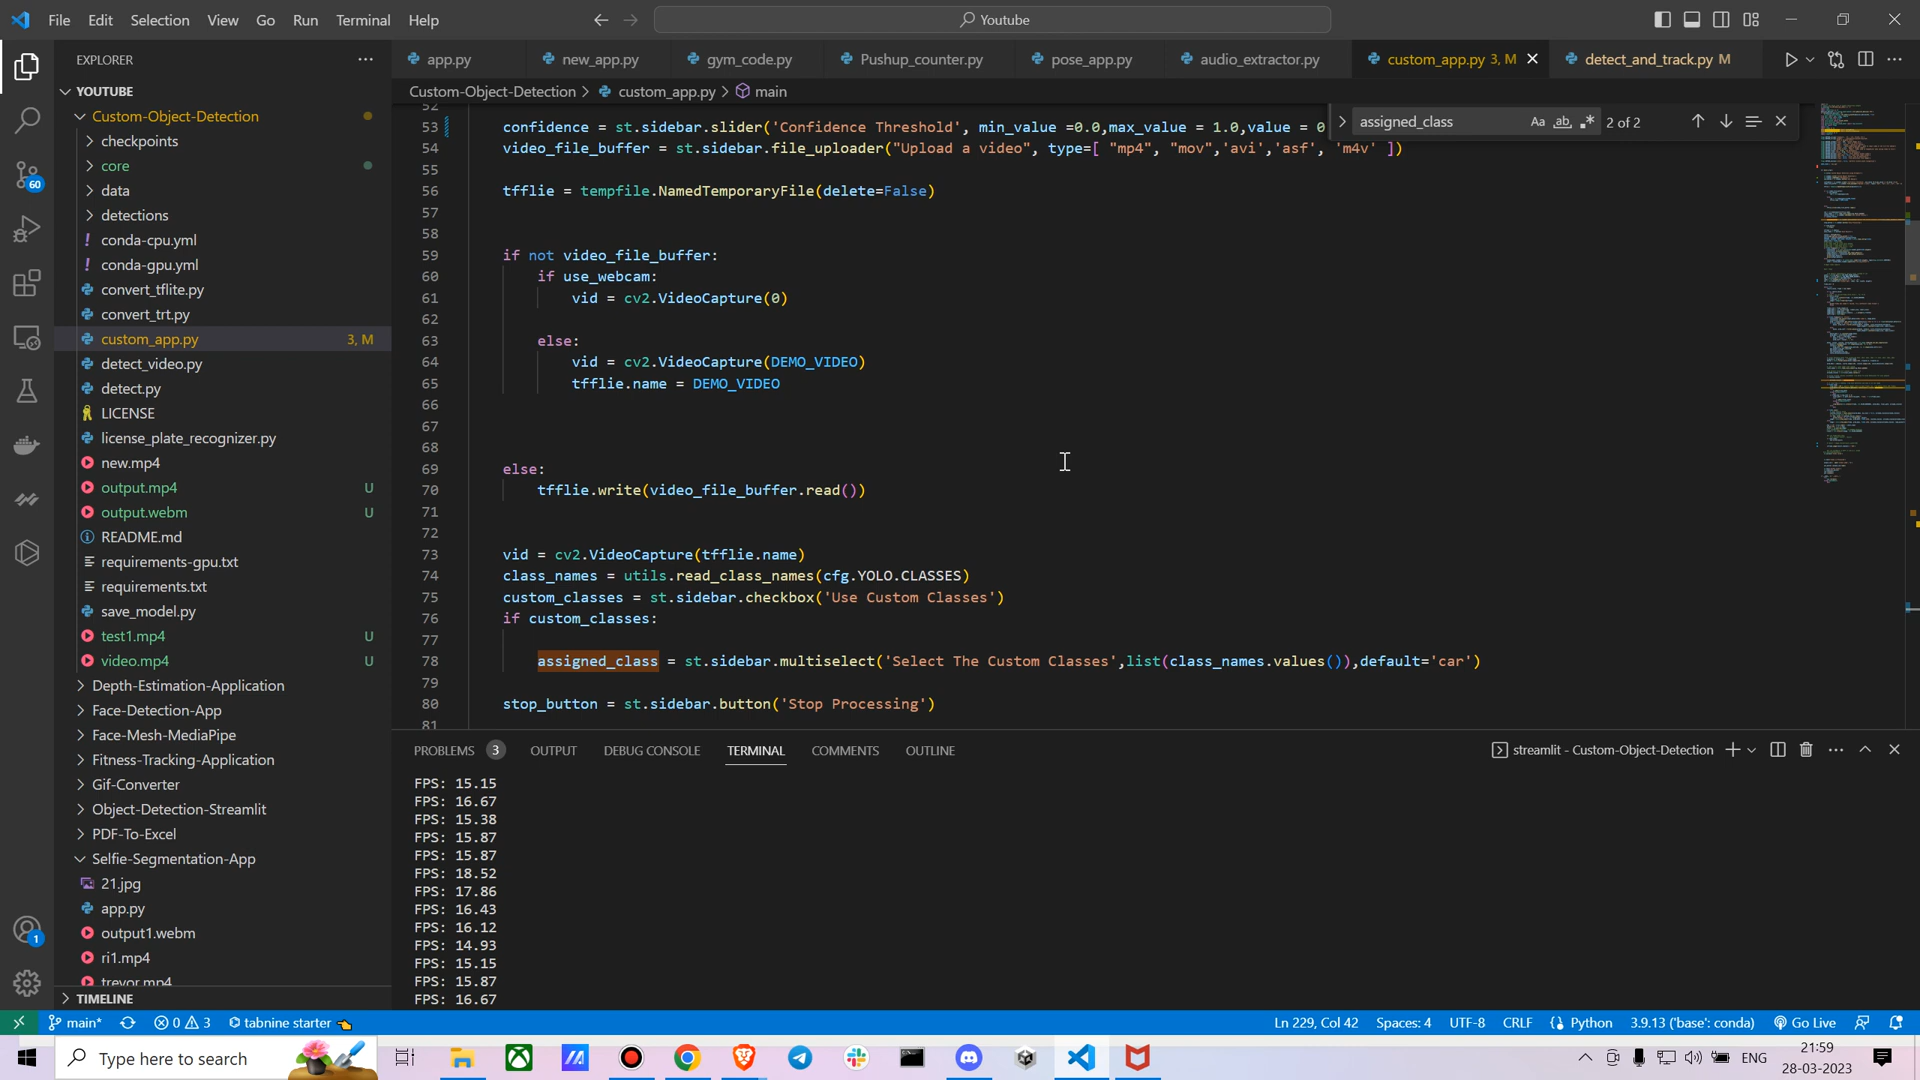 File Edit Selection View Go Run Terminal Help
Youtube
EXPLORER
YOUTUBE
Custom-Object-Detection
checkpoints
core
data
detections
conda-cpu.yml
conda-gpu.yml
convert_tflite.py
convert_trt.py
custom_app.py 3, M
detect_video.py
detect.py
LICENSE
license_plate_recognizer.py
new.mp4
output.mp4 U
output.webm U
README.md
requirements-gpu.txt
requirements.txt
save_model.py
test1.mp4 U
video.mp4 U
Depth-Estimation-Application
Face-Detection-App
Face-Mesh-MediaPipe
Fitness-Tracking-Application
Gif-Converter
Object-Detection-Streamlit
PDF-To-Excel
Selfie-Segmentation-App
21.jpg
app.py
output1.webm
ri1.mp4
trevor.mp4
TIMELINE
60
1
app.py new_app.py gym_code.py Pushup_counter.py pose_app.py audio_extractor.py custom_app.py 3, M detect_and_track.py M
Custom-Object-Detection > custom_app.py > main
assigned_class Aa ab 2 of 2
52
53 confidence = st.sidebar.slider('Confidence Threshold', min_value =0.0,max_value = 1.0,value = 0
54 video_file_buffer = st.sidebar.file_uploader("Upload a video", type=[ "mp4", "mov",'avi','asf', 'm4v' ])
55
56 tfflie = tempfile.NamedTemporaryFile(delete=False)
57
58
59 if not video_file_buffer:
60 if use_webcam:
61 vid = cv2.VideoCapture(0)
62
63 else:
64 vid = cv2.VideoCapture(DEMO_VIDEO)
65 tfflie.name = DEMO_VIDEO
66
67
68
69 else:
70 tfflie.write(video_file_buffer.read())
71
72
73 vid = cv2.VideoCapture(tfflie.name)
74 class_names = utils.read_class_names(cfg.YOLO.CLASSES)
75 custom_classes = st.sidebar.checkbox('Use Custom Classes')
76 if custom_classes:
77
78 assigned_class = st.sidebar.multiselect('Select The Custom Classes',list(class_names.values()),default='car')
79
80 stop_button = st.sidebar.button('Stop Processing')
81
PROBLEMS 3 OUTPUT DEBUG CONSOLE TERMINAL COMMENTS OUTLINE streamlit - Custom-Object-Detection
FPS: 15.15
FPS: 16.67
FPS: 15.38
FPS: 15.87
FPS: 15.87
FPS: 18.52
FPS: 17.86
FPS: 16.43
FPS: 16.12
FPS: 14.93
FPS: 15.15
FPS: 15.87
FPS: 16.67
main* 0 3 tabnine starter Ln 229, Col 42 Spaces: 4 UTF-8 CRLF Python 3.9.13 ('base': conda) Go Live
Type here to search
ENG
21:59
28-03-2023